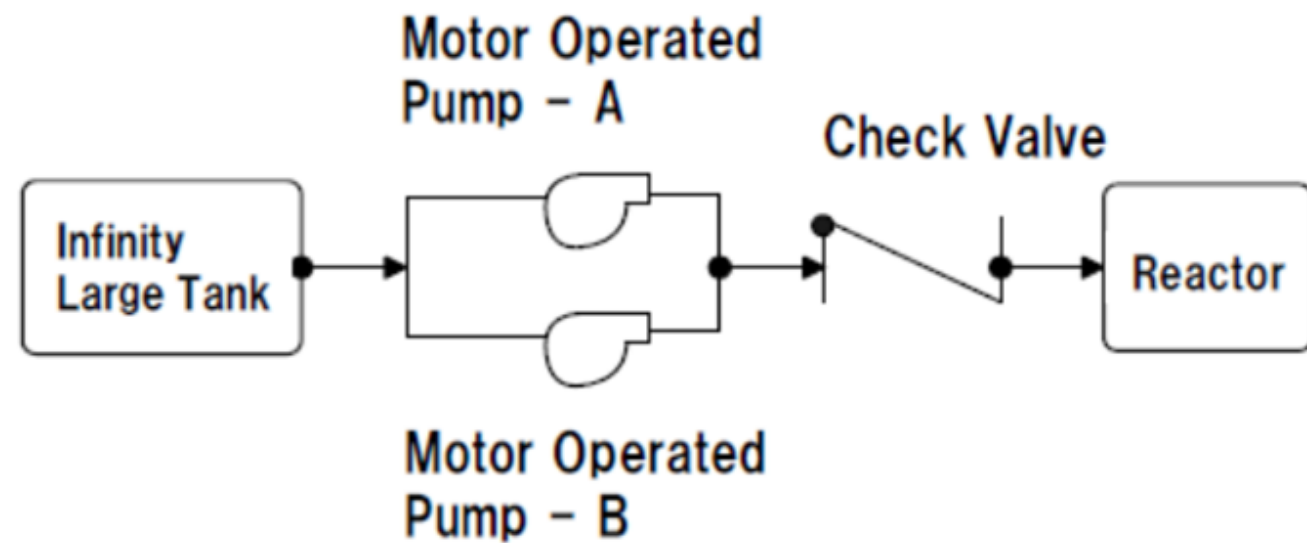 Motor Operated
Pump - A
Check Valve
Infinity
Large Tank
Reactor
Motor Operated
Pump - B